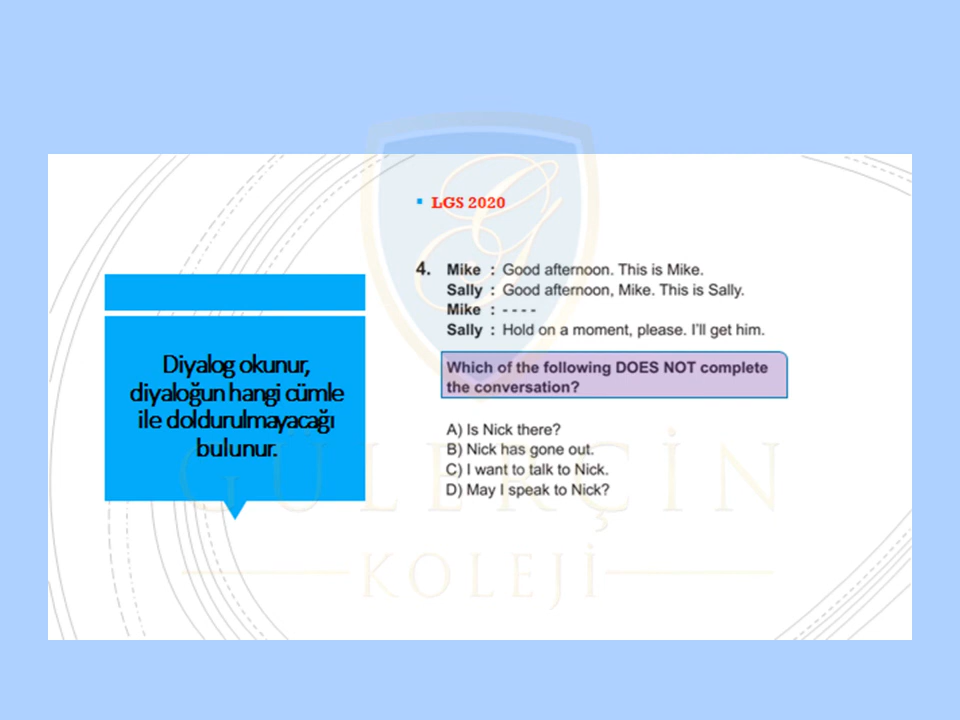 LGS 2020
Diyalog okunur,
diyaloğun hangi cümle
ile doldurulmayacağı
bulunur.
4. Mike : Good afternoon. This is Mike.
Sally : Good afternoon, Mike. This is Sally.
Mike : - - - -
Sally : Hold on a moment, please. I'll get him.
Which of the following DOES NOT complete
the conversation?
A) Is Nick there?
B) Nick has gone out.
C) I want to talk to Nick.
D) May I speak to Nick?
GÜLERÇİN
KOLEJİ